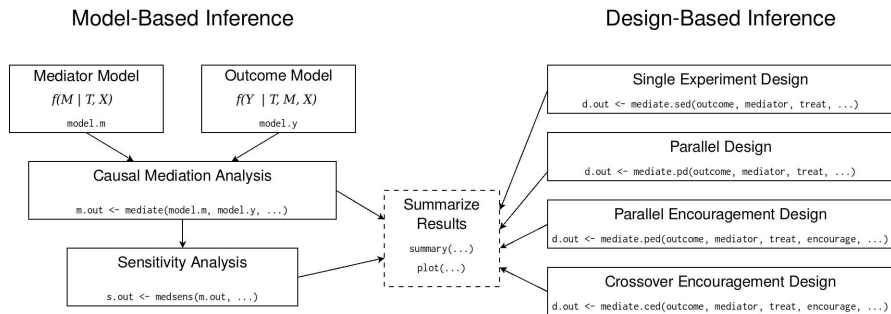 Model-Based Inference
Design-Based Inference
Mediator Model
f(M | T, X)
model.m
Outcome Model
f(Y | T, M, X)
model.y
Causal Mediation Analysis
m.out <- mediate(model.m, model.y, ...)
Sensitivity Analysis
s.out <- medsens(m.out, ...)
Summarize
Results
summary(...)
plot(...)
Single Experiment Design
d.out <- mediate.sed(outcome, mediator, treat, ...)
Parallel Design
d.out <- mediate.pd(outcome, mediator, treat, ...)
Parallel Encouragement Design
d.out <- mediate.ped(outcome, mediator, treat, encourage, ...)
Crossover Encouragement Design
d.out <- mediate.ced(outcome, mediator, treat, encourage, ...)